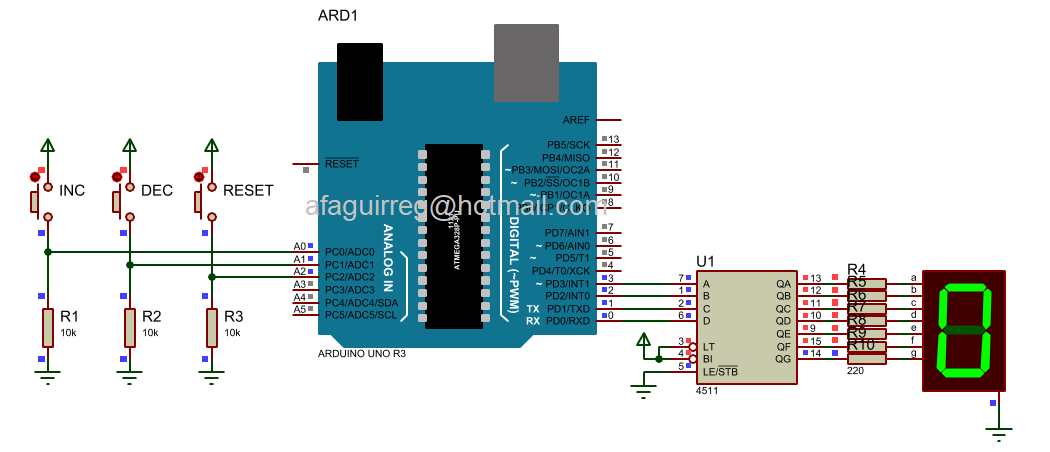 ARD1
INC
DEC
RESET
R1
10k
R2
10k
R3
10k
RESET
A0
A1
A2
A3
A4
A5
PC0/ADC0
PC1/ADC1
PC2/ADC2
PC3/ADC3
PC4/ADC4/SDA
PC5/ADC5/SCL
ANALOG IN
ATMEGA328P
ARDUINO UNO R3
AREF
PB5/SCK 13
PB4/MISO 12
~PB3/MOSI/OC2A 11
~ PB2/SS/OC1B 10
~ PB1/OC1A 9
8
PD7/AIN1 7
~ PD6/AIN0 6
~ PD5/T1 5
PD4/T0/XCK 4
~ PD3/INT1 3
PD2/INT0 2
TX PD1/TXD 1
RX PD0/RXD 0
DIGITAL (~PWM)
afaguirreg@hotmail.com
U1
7 A
1 B
2 C
6 D
3 LT
4 BI
5 LE/STB
QA 13
QB 12
QC 11
QD 10
QE 9
QF 15
QG 14
4511
R4
R5
R6
R7
R8
R9
R10
220
a
b
c
d
e
f
g
0